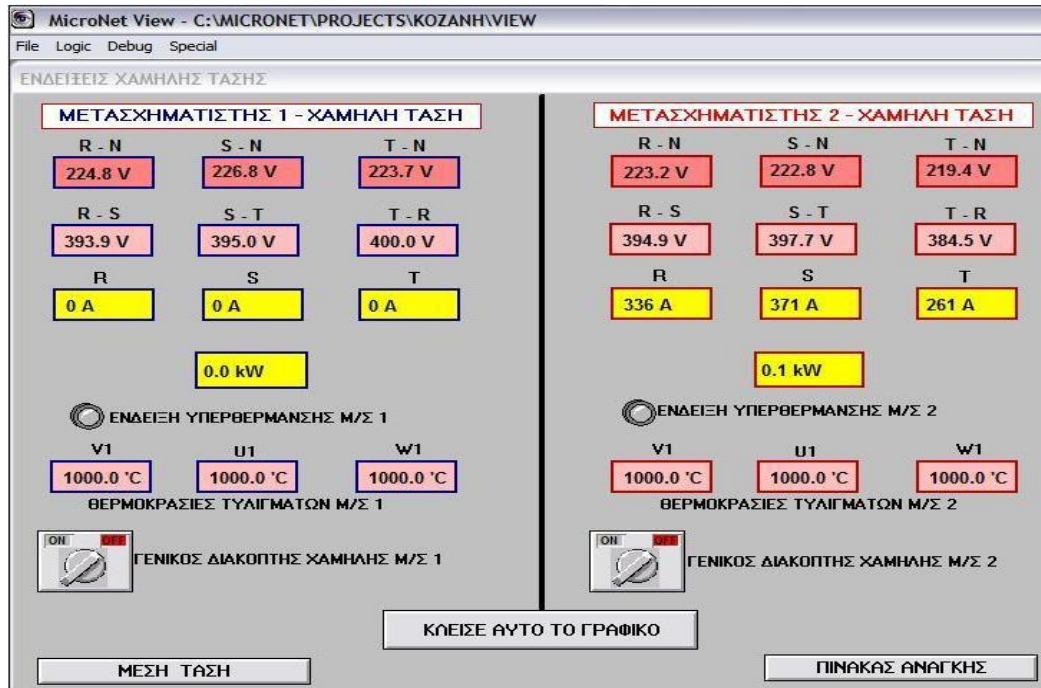 MicroNet View - C:\MICRONET\PROJECTS\KOZANH\VIEW
File Logic Debug Special
ΕΝΔΕΙΞΕΙΣ ΧΑΜΗΛΗΣ ΤΑΣΗΣ
ΜΕΤΑΣΧΗΜΑΤΙΣΤΗΣ 1 - ΧΑΜΗΛΗ ΤΑΣΗ
R - N S - N T - N
224.8 V 226.8 V 223.7 V
R - S S - T T - R
393.9 V 395.0 V 400.0 V
R S T
0 A 0 A 0 A
0.0 kW
ΕΝΔΕΙΞΗ ΥΠΕΡΘΕΡΜΑΝΣΗΣ Μ/Σ 1
V1 U1 W1
1000.0 'C 1000.0 'C 1000.0 'C
ΘΕΡΜΟΚΡΑΣΙΕΣ ΤΥΛΙΓΜΑΤΩΝ Μ/Σ 1
ON OFF
ΓΕΝΙΚΟΣ ΔΙΑΚΟΠΤΗΣ ΧΑΜΗΛΗΣ Μ/Σ 1
ΜΕΤΑΣΧΗΜΑΤΙΣΤΗΣ 2 - ΧΑΜΗΛΗ ΤΑΣΗ
R - N S - N T - N
223.2 V 222.8 V 219.4 V
R - S S - T T - R
394.9 V 397.7 V 384.5 V
R S T
336 A 371 A 261 A
0.1 kW
ΕΝΔΕΙΞΗ ΥΠΕΡΘΕΡΜΑΝΣΗΣ Μ/Σ 2
V1 U1 W1
1000.0 'C 1000.0 'C 1000.0 'C
ΘΕΡΜΟΚΡΑΣΙΕΣ ΤΥΛΙΓΜΑΤΩΝ Μ/Σ 2
ON OFF
ΓΕΝΙΚΟΣ ΔΙΑΚΟΠΤΗΣ ΧΑΜΗΛΗΣ Μ/Σ 2
ΚΛΕΙΣΕ ΑΥΤΟ ΤΟ ΓΡΑΦΙΚΟ
ΜΕΣΗ ΤΑΣΗ
ΠΙΝΑΚΑΣ ΑΝΑΓΚΗΣ